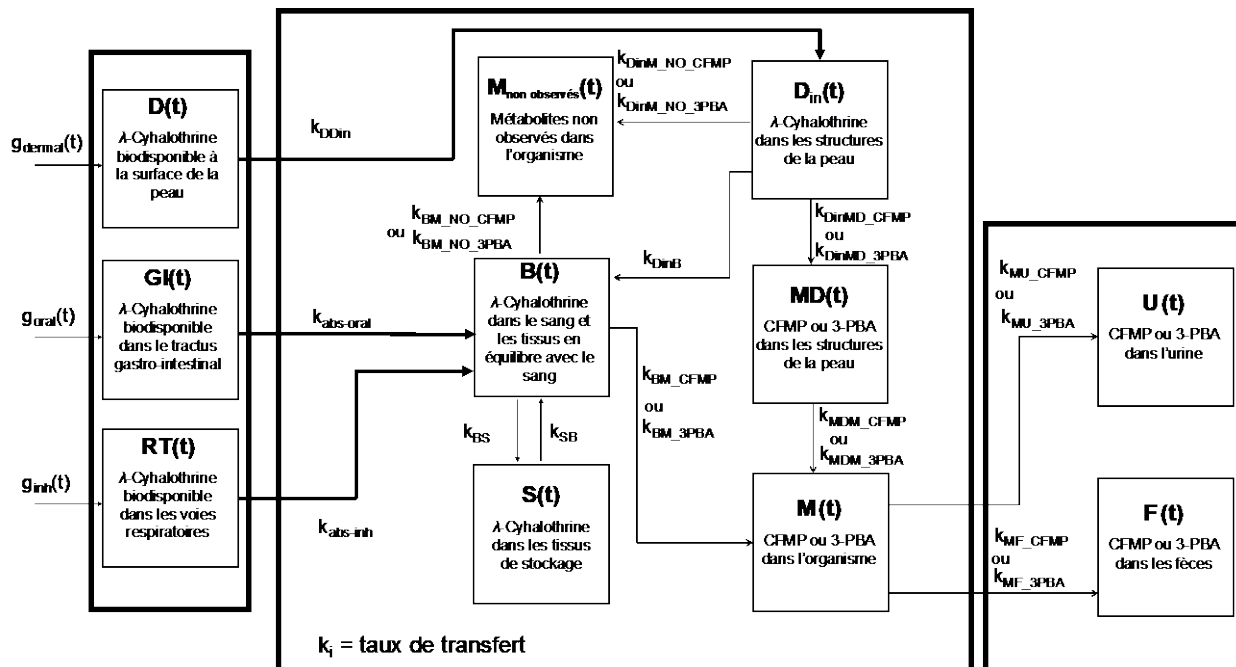 g_dermal(t)
D(t)
λ-Cyhalothrine
biodisponible à
la surface de la
peau
k_DDin
g_oral(t)
GI(t)
λ-Cyhalothrine
biodisponible
dans le tractus
gastro-intestinal
k_abs-oral
g_inh(t)
RT(t)
λ-Cyhalothrine
biodisponible
dans les voies
respiratoires
k_abs-inh
M_non observés(t)
Métabolites non
observés dans
l'organisme
k_DinM_NO_CFMP
ou
k_DinM_NO_3PBA
D_in(t)
λ-Cyhalothrine
dans les structures
de la peau
k_BM_NO_CFMP
ou k_BM_NO_3PBA
k_DinB
k_DinMD_CFMP
ou
k_DinMD_3PBA
B(t)
λ-Cyhalothrine
dans le sang et
les tissus en
équilibre avec le
sang
MD(t)
CFMP ou 3-PBA
dans les structures
de la peau
k_BM_CFMP
ou
k_BM_3PBA
k_MDM_CFMP
ou
k_MDM_3PBA
k_BS
k_SB
S(t)
λ-Cyhalothrine
dans les tissus
de stockage
M(t)
CFMP ou 3-PBA
dans l'organisme
k_MU_CFMP
ou
k_MU_3PBA
U(t)
CFMP ou 3-PBA
dans l'urine
k_MF_CFMP
ou
k_MF_3PBA
F(t)
CFMP ou 3-PBA
dans les fèces
k_i = taux de transfert